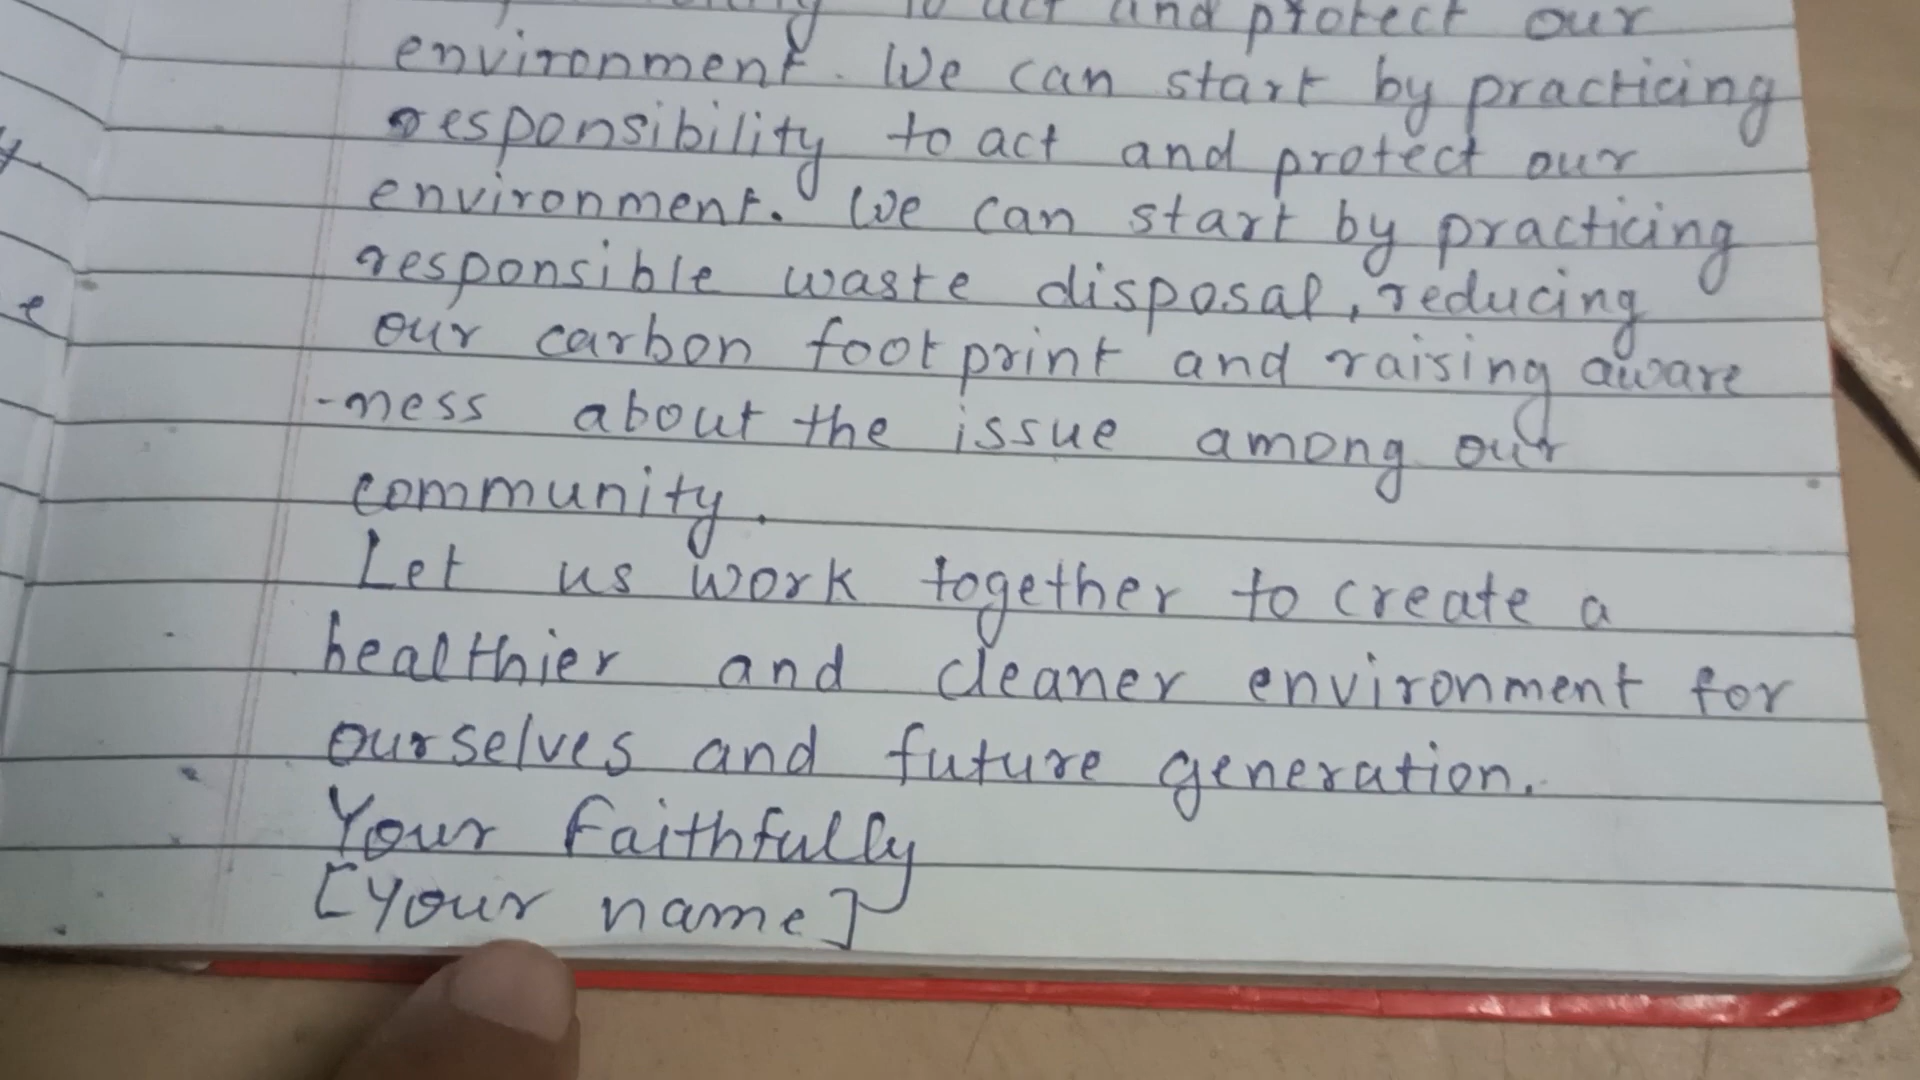 to act and protect our
environment. We can start by practicing
responsibility to act and protect our
environment. We can start by practicing
responsible waste disposal, reducing
our carbon footprint and raising aware
-ness about the issue among our
community.
Let us work together to create a
healthier and cleaner environment for
ourselves and future generation.
Your Faithfully
[Your name]